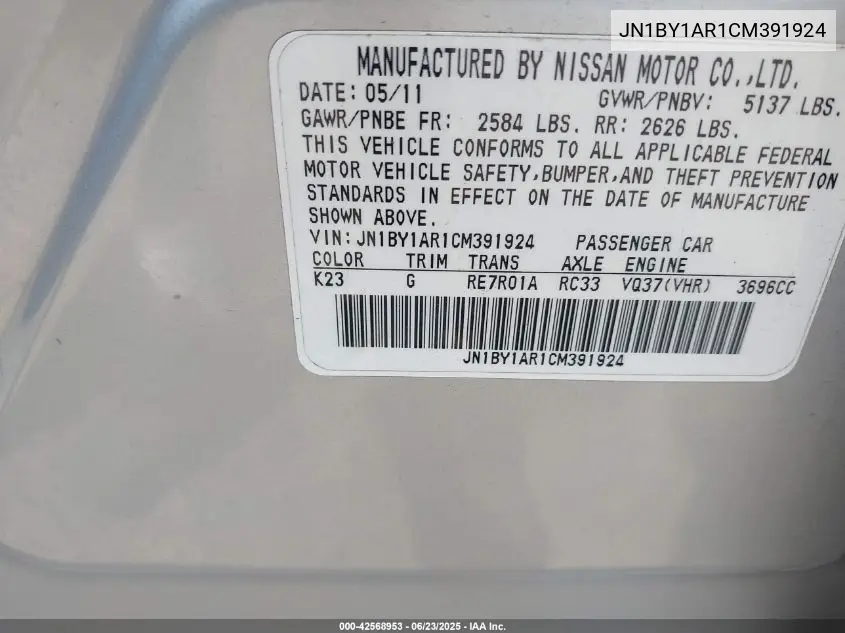 JN1BY1AR1CM391924
MANUFACTURED BY NISSAN MOTOR CO.,LTD.
DATE: 05/11 GVWR/PNBV: 5137 LBS.
GAWR/PNBE FR: 2584 LBS. RR: 2626 LBS.
THIS VEHICLE CONFORMS TO ALL APPLICABLE FEDERAL
MOTOR VEHICLE SAFETY,BUMPER,AND THEFT PREVENTION
STANDARDS IN EFFECT ON THE DATE OF MANUFACTURE
SHOWN ABOVE.
VIN: JN1BY1AR1CM391924 PASSENGER CAR
COLOR TRIM TRANS AXLE ENGINE
K23 G RE7R01A RC33 VQ37(VHR) 3696CC
JN1BY1AR1CM391924
000-42568953 - 06/23/2025 - IAA Inc.